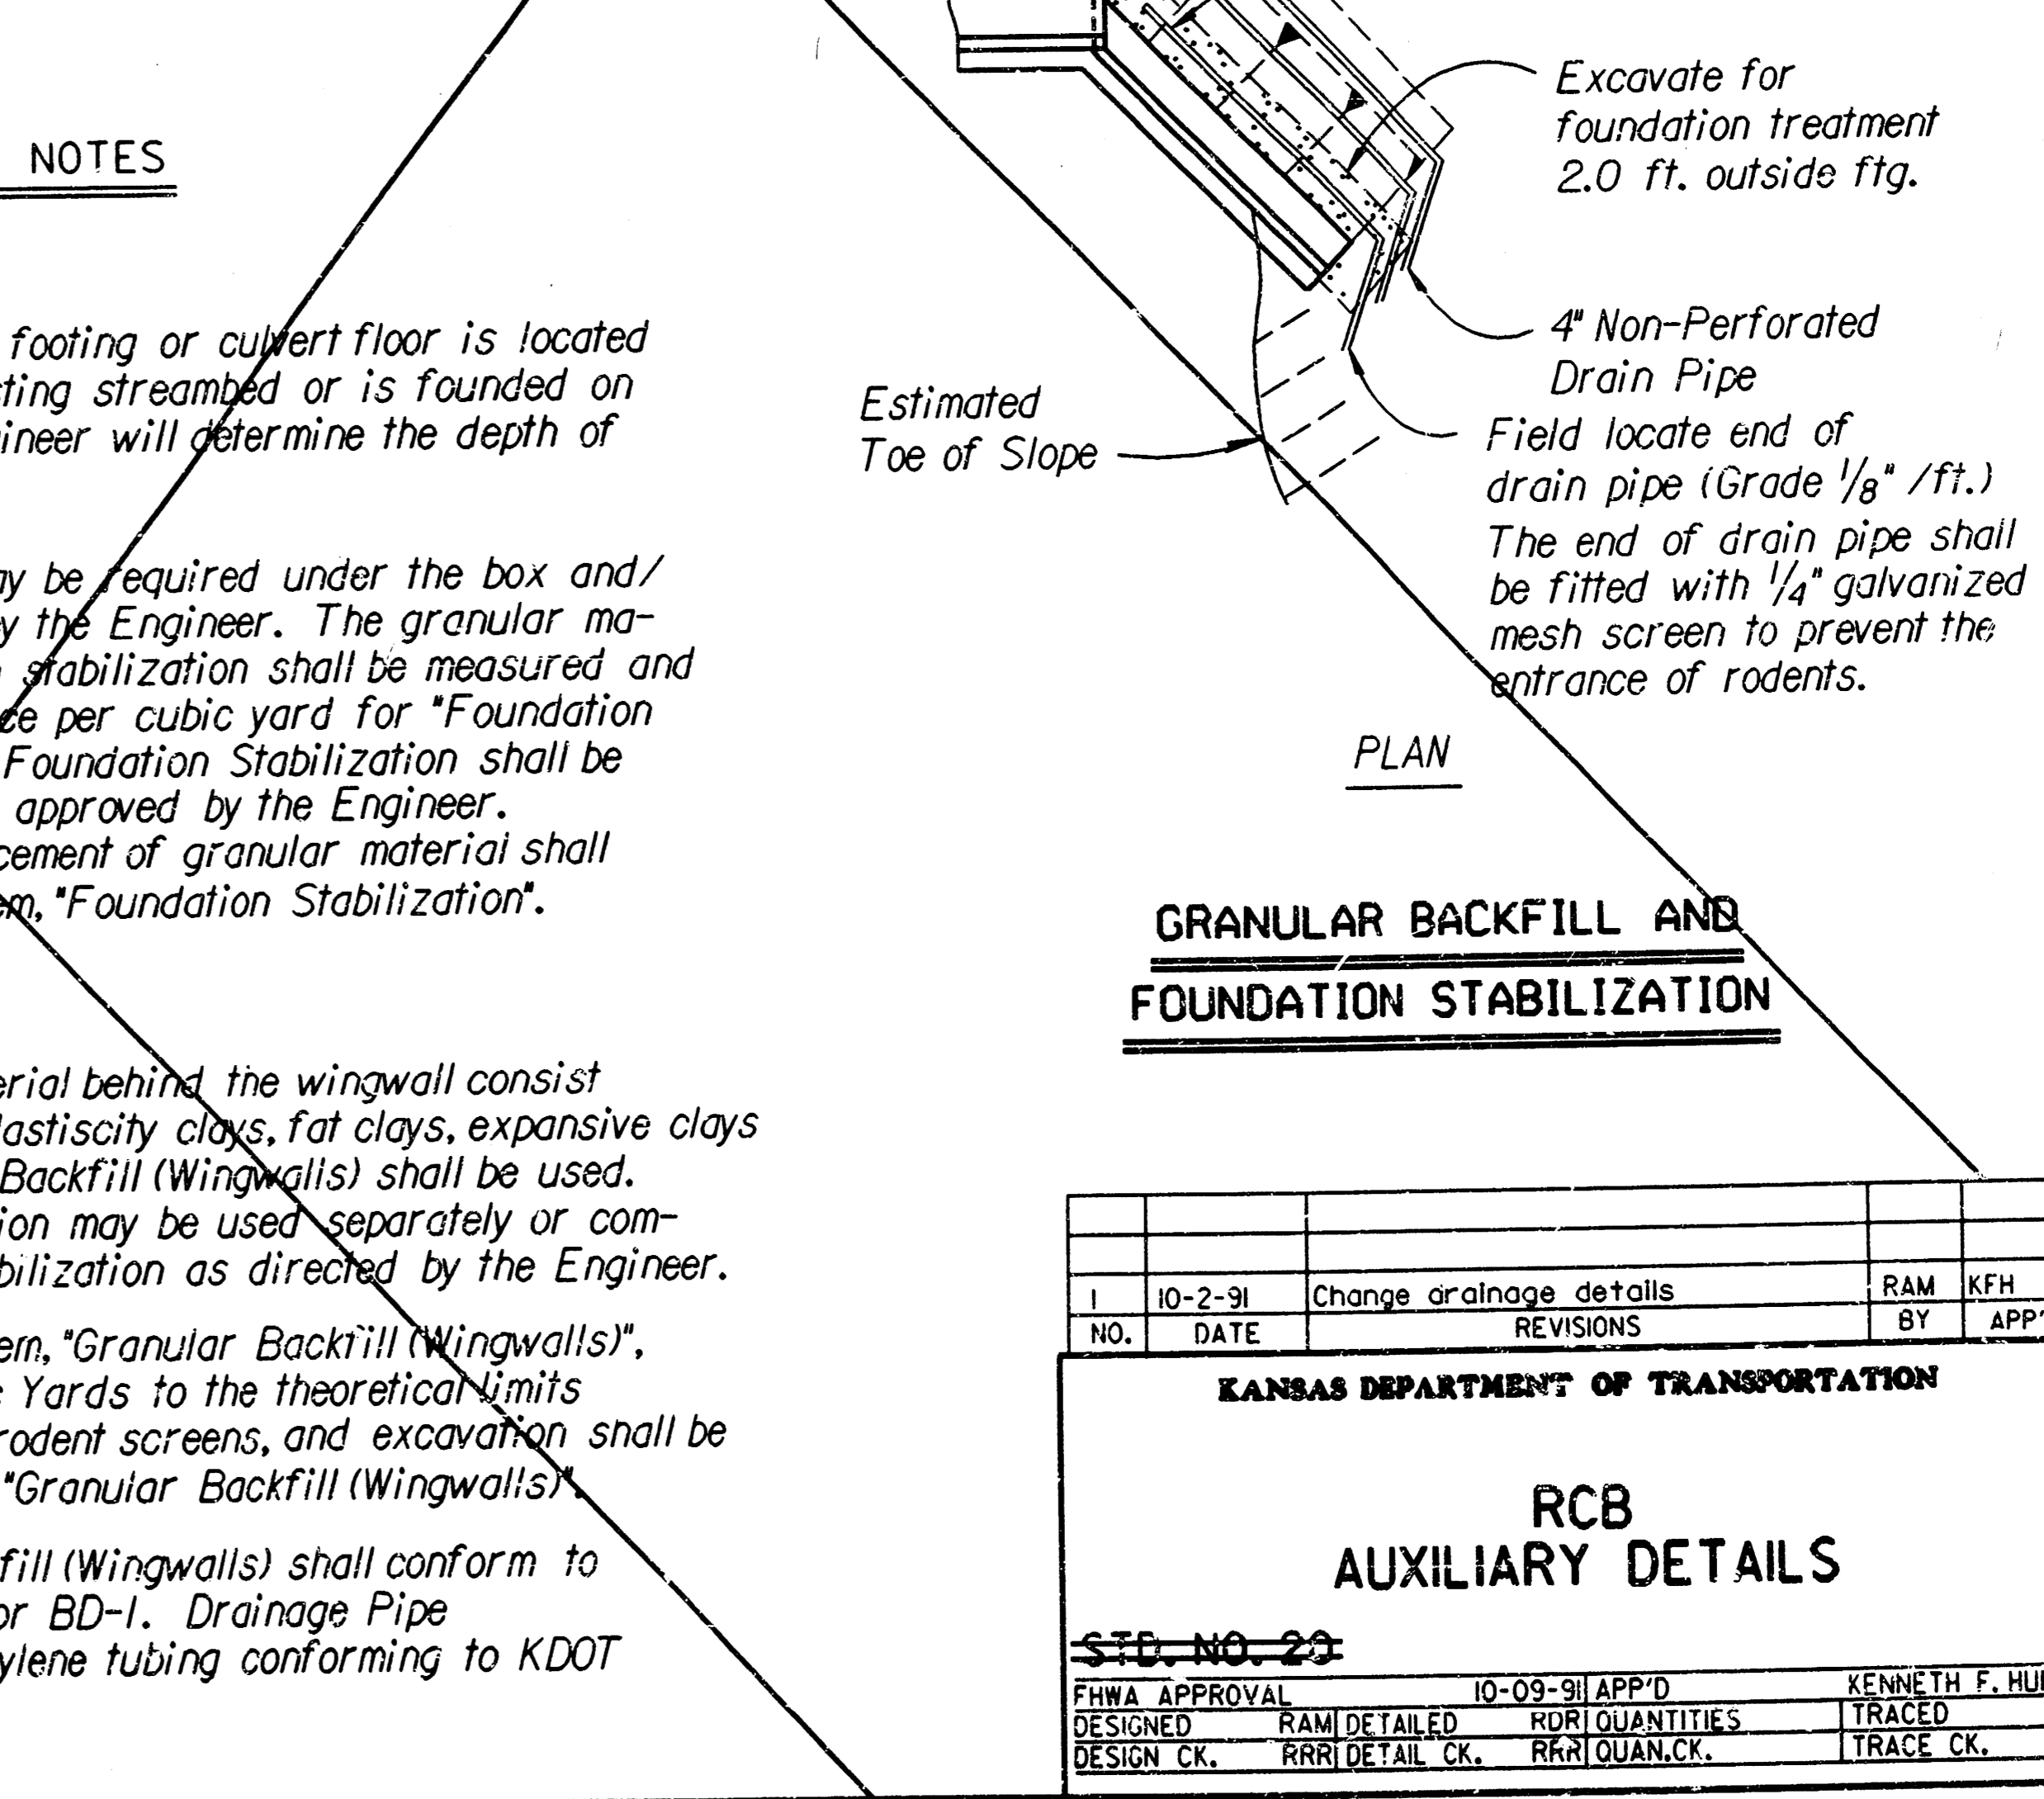 NOTES
footing or culvert floor is located
ting streambed or is founded on
ineer will determine the depth of
y be required under the box and/
y the Engineer. The granular ma-
stabilization shall be measured and
ce per cubic yard for "Foundation
Foundation Stabilization shall be
approved by the Engineer.
cement of granular material shall
em, "Foundation Stabilization".
erial behind the wingwall consist
lastiscity clays, fat clays, expansive clays
Backfill (Wingwalls) shall be used.
ion may be used separately or com-
bilization as directed by the Engineer.
em, "Granular Backfill (Wingwalls)",
Yards to the theoretical limits
rodent screens, and excavation shall be
"Granular Backfill (Wingwalls)".
fill (Wingwalls) shall conform to
or BD-1. Drainage Pipe
ylene tubing conforming to KDOT
Excavate for
foundation treatment
2.0 ft. outside ftg.
4" Non-Perforated
Drain Pipe
Estimated
Toe of Slope
Field locate end of
drain pipe (Grade 1/8" /ft.)
The end of drain pipe shall
be fitted with 1/4" galvanized
mesh screen to prevent the
entrance of rodents.
PLAN
GRANULAR BACKFILL AND
FOUNDATION STABILIZATION
1 10-2-91 Change drainage details RAM KFH
NO. DATE REVISIONS BY APP'
KANSAS DEPARTMENT OF TRANSPORTATION
RCB
AUXILIARY DETAILS
STD. NO. 20
FHWA APPROVAL 10-09-91 APP'D KENNETH F. HU
DESIGNED RAM DETAILED RDR QUANTITIES TRACED
DESIGN CK. RRR DETAIL CK. RRR QUAN.CK. TRACE CK.